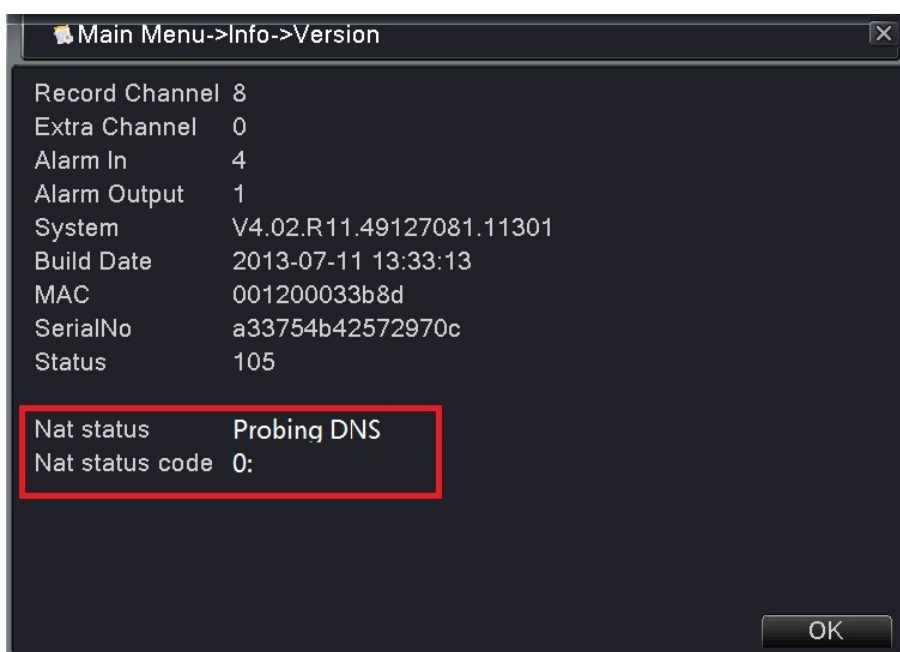 Main Menu->Info->Version
Record Channel 8
Extra Channel 0
Alarm In 4
Alarm Output 1
System V4.02.R11.49127081.11301
Build Date 2013-07-11 13:33:13
MAC 001200033b8d
SerialNo a33754b42572970c
Status 105
Nat status Probing DNS
Nat status code 0:
OK